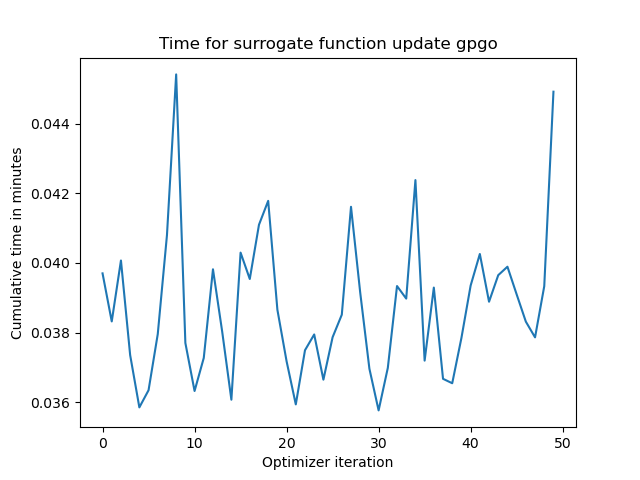 Time for surrogate function update gpgo
Cumulative time in minutes
0.044
0.042
0.040
0.038
0.036
0 10 20 30 40 50
Optimizer iteration